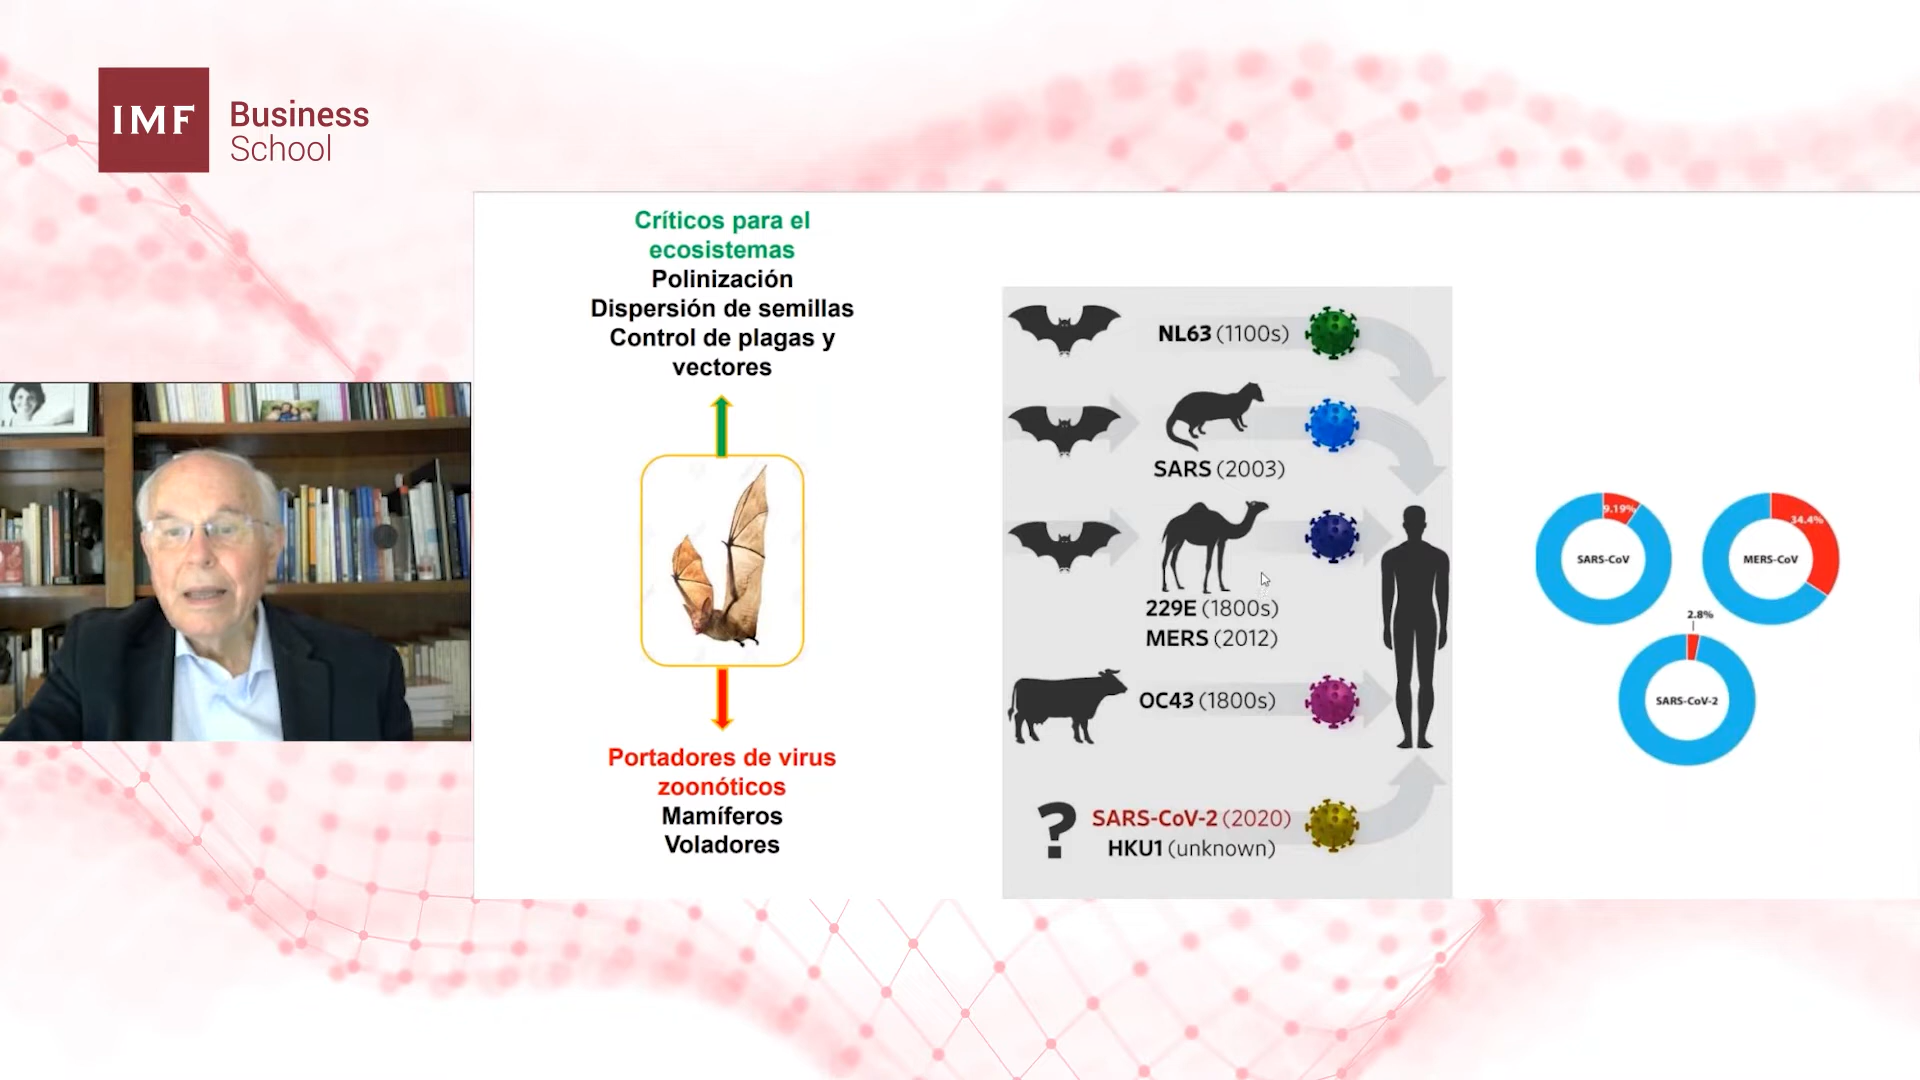 IMF
Business
School
Críticos para el
ecosistemas
Polinización
Dispersión de semillas
Control de plagas y
vectores
Portadores de virus
zoonóticos
Mamíferos
Voladores
NL63 (1100s)
SARS (2003)
229E (1800s)
MERS (2012)
OC43 (1800s)
?
SARS-CoV-2 (2020)
HKU1 (unknown)
9.19%
SARS-CoV
34.4%
MERS-CoV
2.8%
SARS-CoV-2